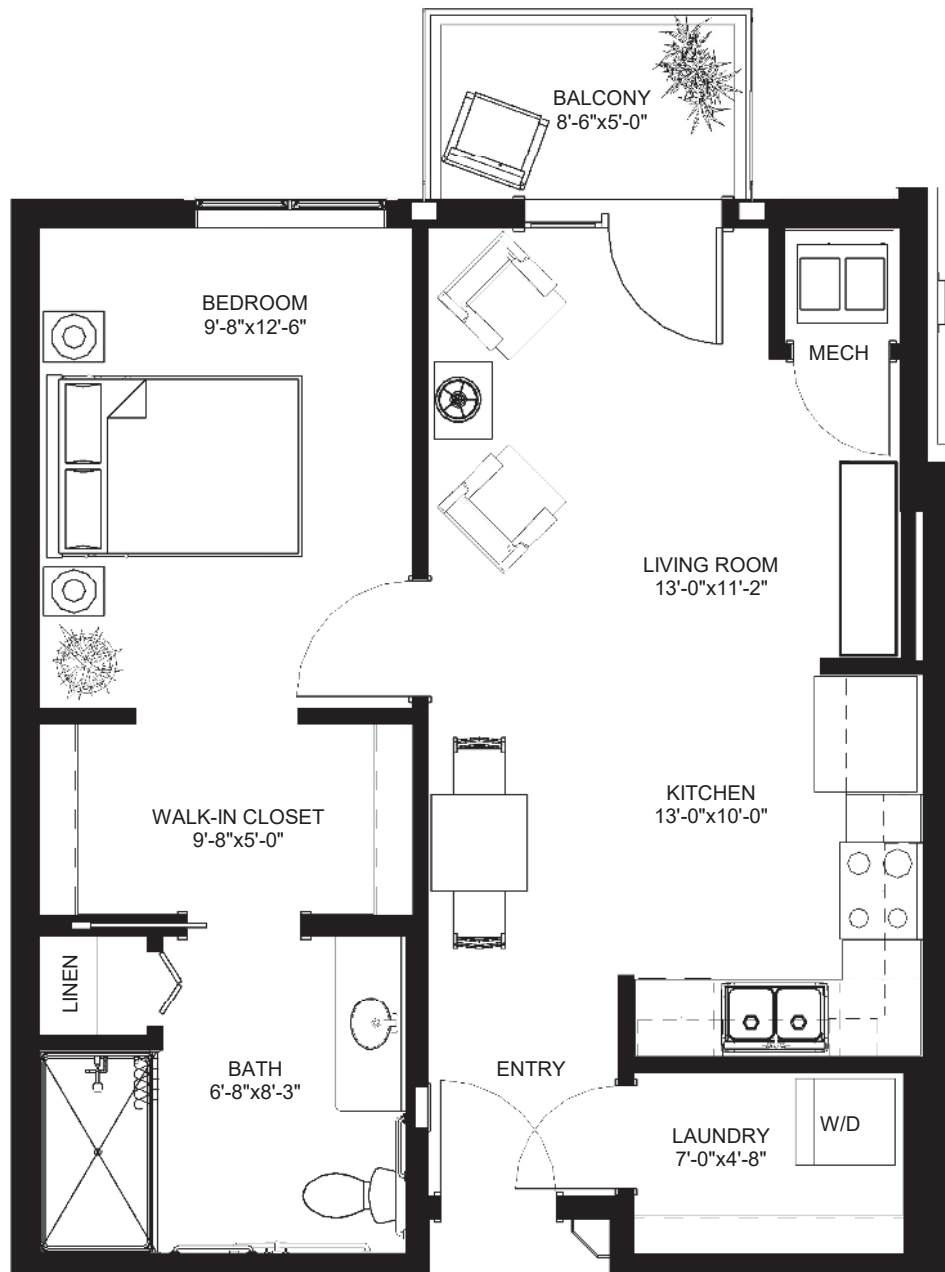 BALCONY
8'-6"x5'-0"
BEDROOM
9'-8"x12'-6"
MECH
LIVING ROOM
13'-0"x11'-2"
KITCHEN
13'-0"x10'-0"
WALK-IN CLOSET
9'-8"x5'-0"
LINEN
BATH
6'-8"x8'-3"
ENTRY
LAUNDRY
7'-0"x4'-8"
W/D